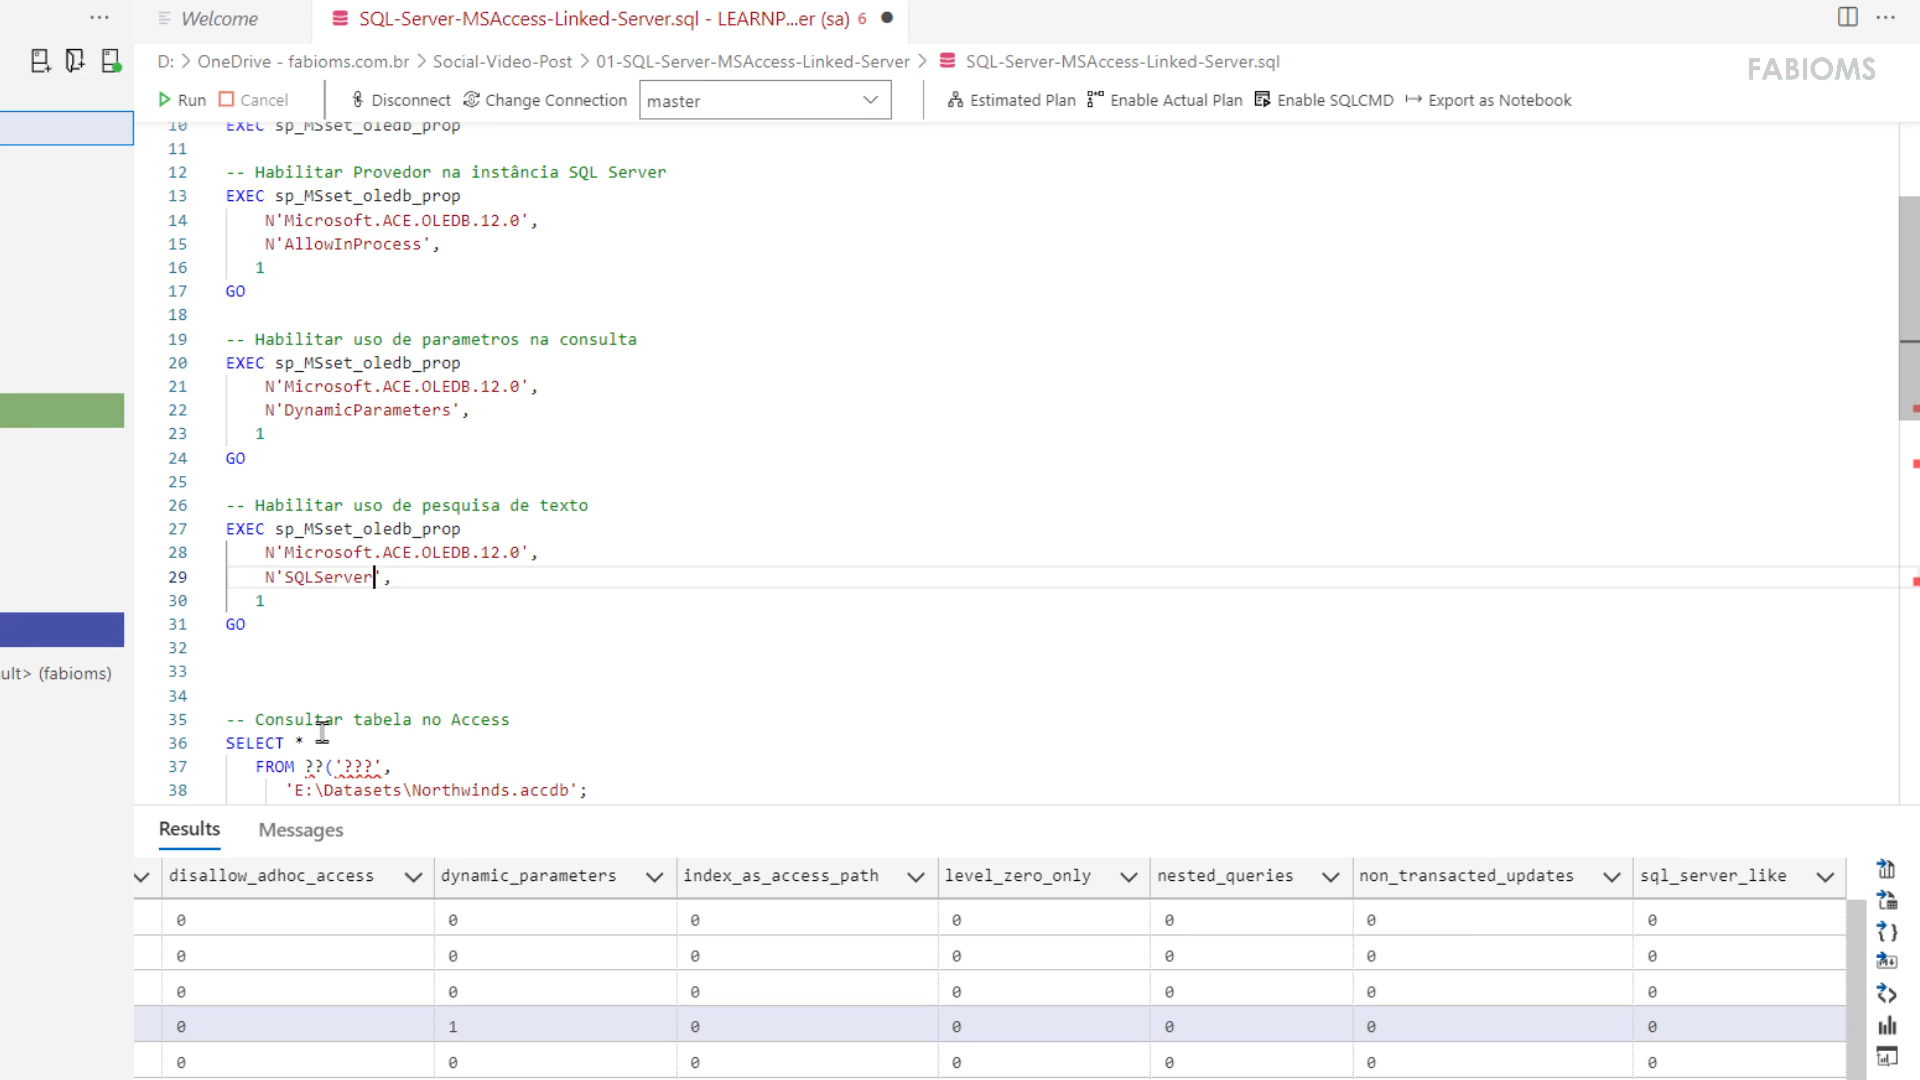 Welcome
SQL-Server-MSAccess-Linked-Server.sql - LEARNP...er (sa) 6
D: > OneDrive - fabioms.com.br > Social-Video-Post > 01-SQL-Server-MSAccess-Linked-Server > SQL-Server-MSAccess-Linked-Server.sql
FABIOMS
Run Cancel Disconnect Change Connection master Estimated Plan Enable Actual Plan Enable SQLCMD Export as Notebook
10 EXEC sp_MSset_oledb_prop
11
12 -- Habilitar Provedor na instância SQL Server
13 EXEC sp_MSset_oledb_prop
14 N'Microsoft.ACE.OLEDB.12.0',
15 N'AllowInProcess',
16 1
17 GO
18
19 -- Habilitar uso de parametros na consulta
20 EXEC sp_MSset_oledb_prop
21 N'Microsoft.ACE.OLEDB.12.0',
22 N'DynamicParameters',
23 1
24 GO
25
26 -- Habilitar uso de pesquisa de texto
27 EXEC sp_MSset_oledb_prop
28 N'Microsoft.ACE.OLEDB.12.0',
29 N'SQLServer',
30 1
31 GO
32
33
34
35 -- Consultar tabela no Access
36 SELECT *
37 FROM ??('???',
38 'E:\Datasets\Northwinds.accdb';
ult> (fabioms)
Results Messages
disallow_adhoc_access dynamic_parameters index_as_access_path level_zero_only nested_queries non_transacted_updates sql_server_like
0 0 0 0 0 0 0
0 0 0 0 0 0 0
0 0 0 0 0 0 0
0 1 0 0 0 0 0
0 0 0 0 0 0 0